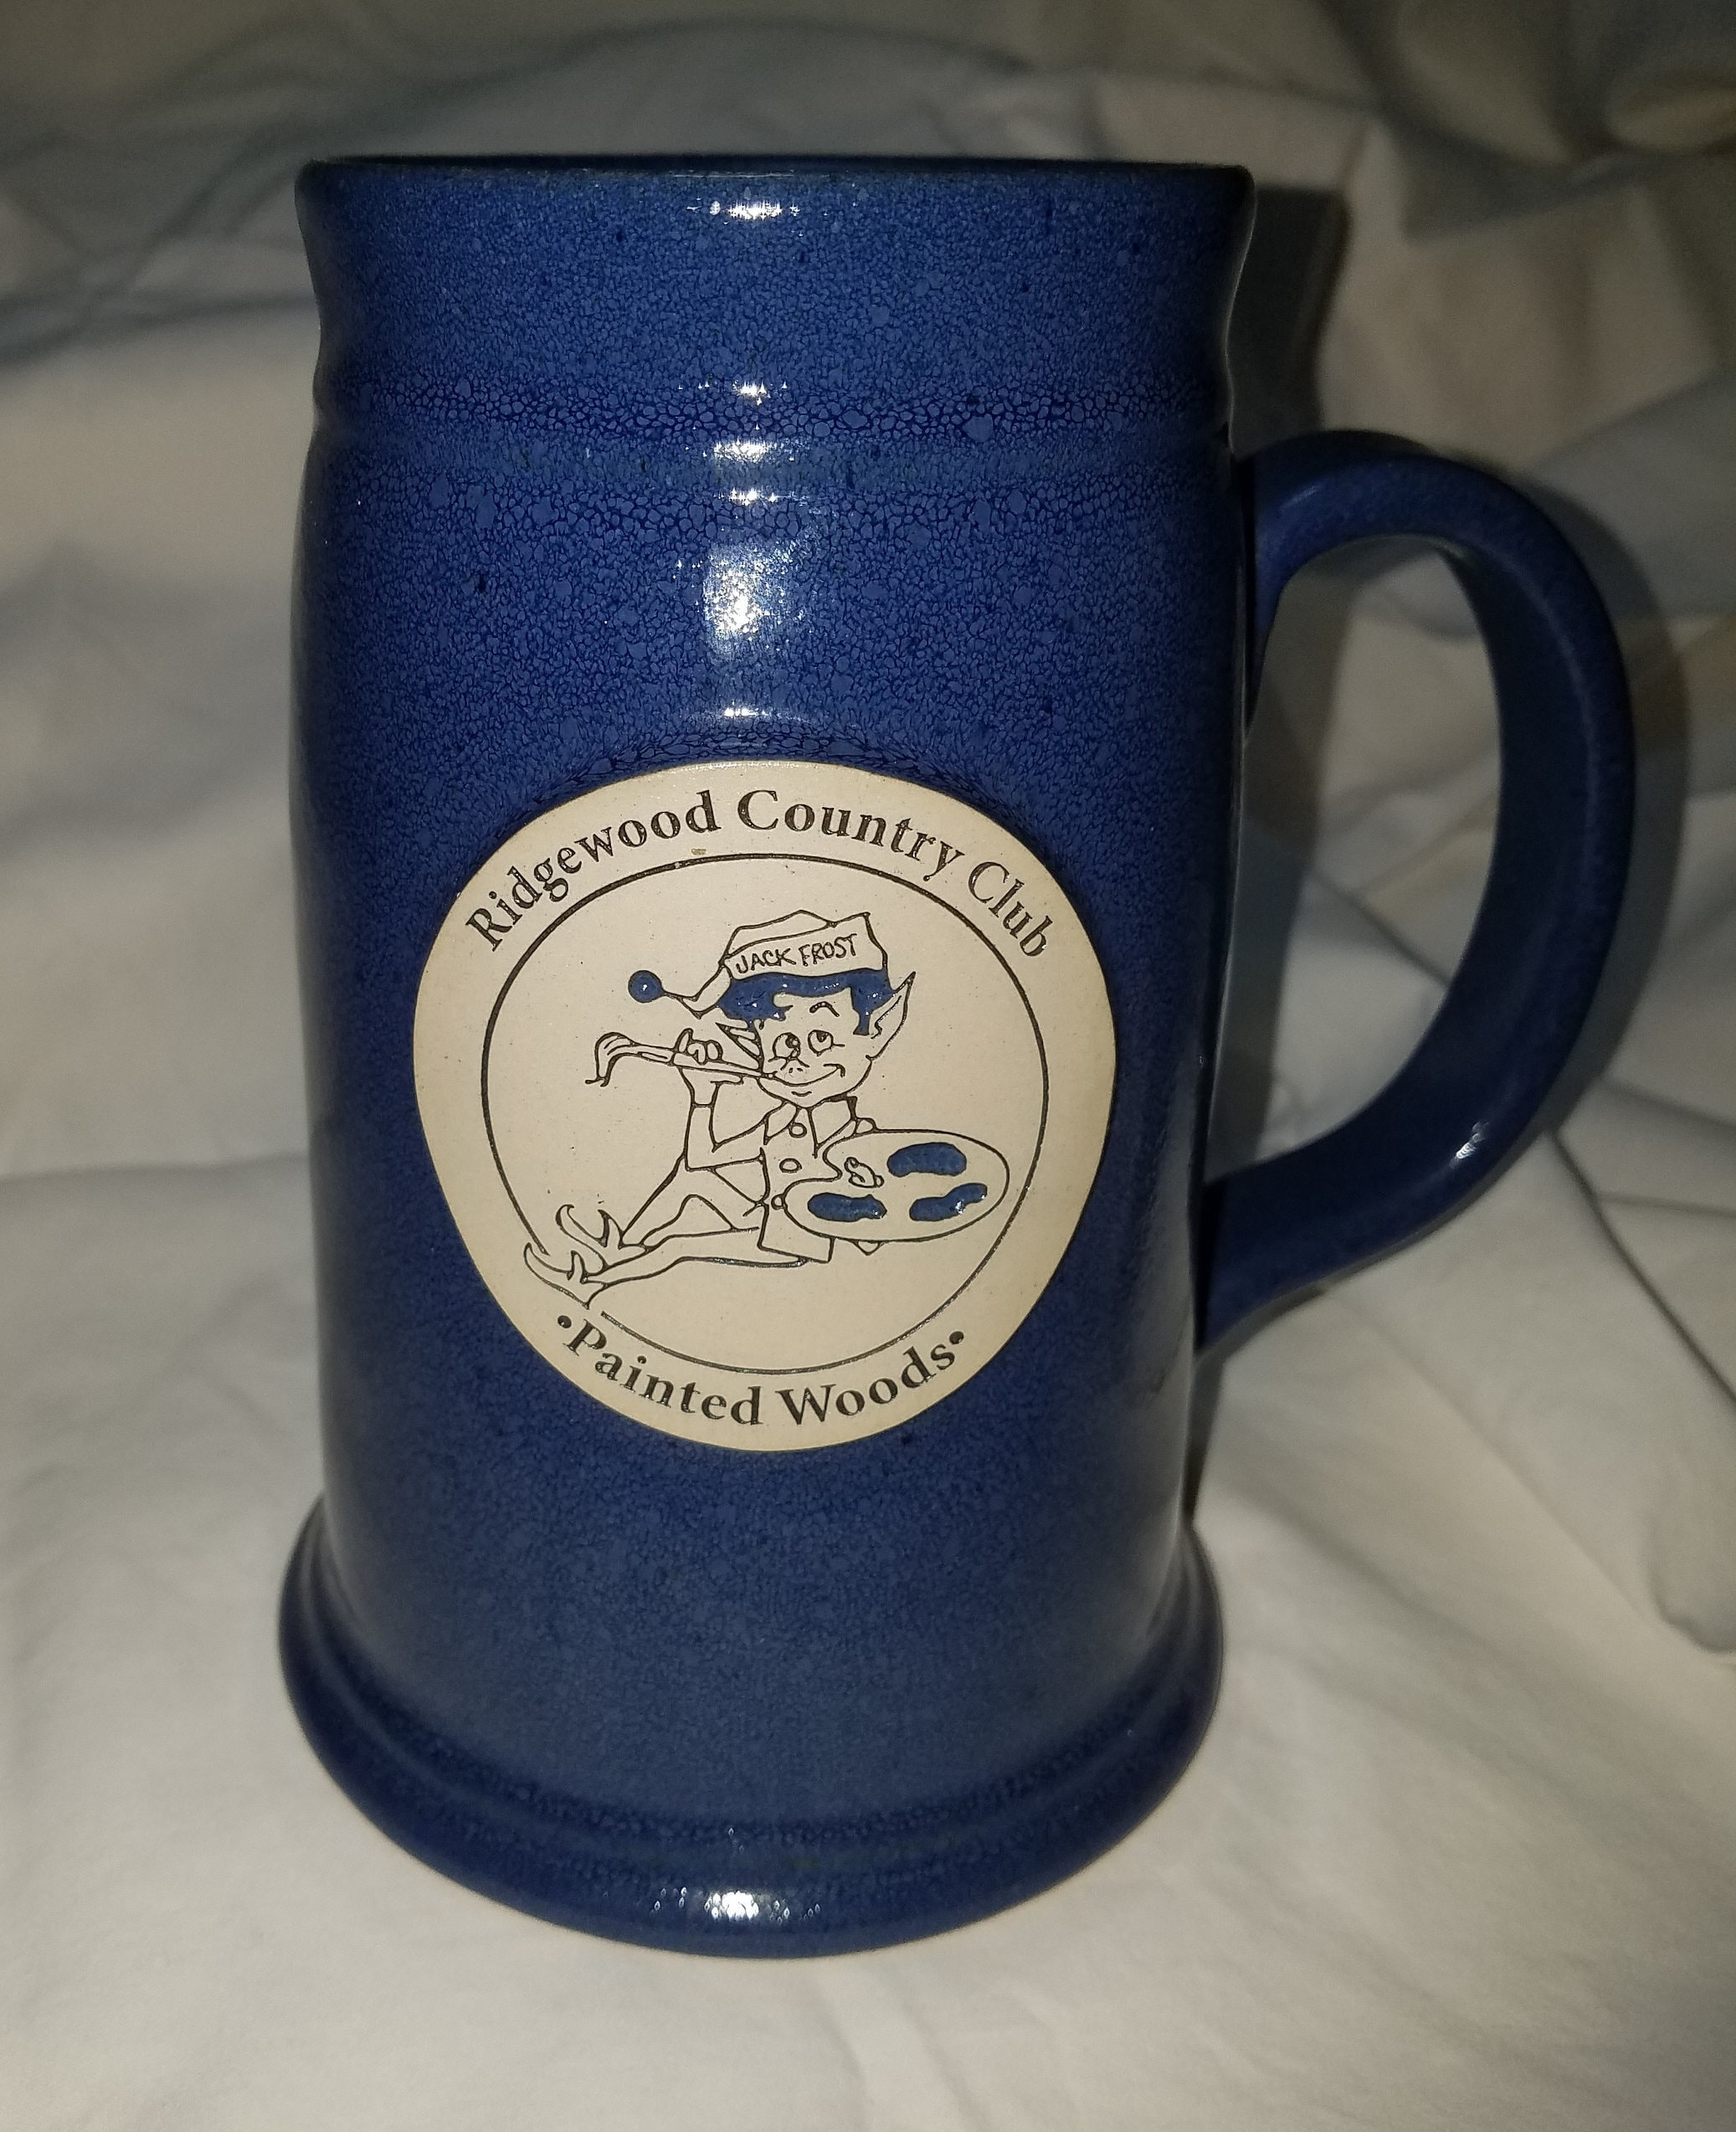 Ridgewood Country Club
JACK FROST
•Painted Woods•